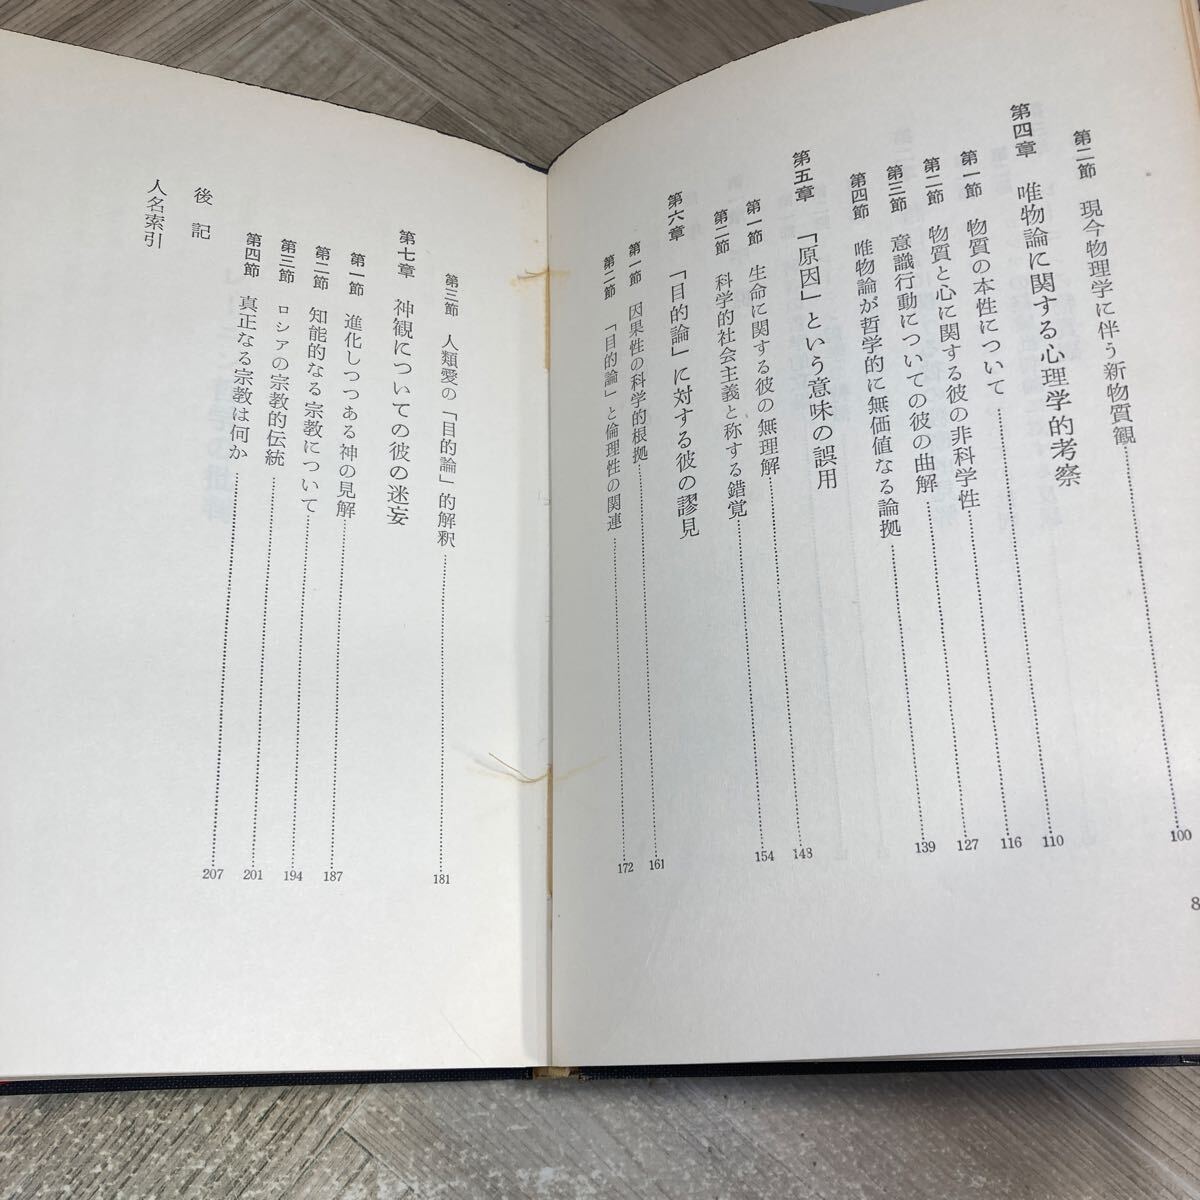 第二節 現今物理学に伴う新物質観……100
第四章 唯物論に関する心理学的考察
第一節 物質の本性について……110
第二節 物質と心に関する彼の非科学性……116
第三節 意識行動についての彼の曲解……127
第四節 唯物論が哲学的に無価値なる論拠……139
第五章 「原因」という意味の誤用
第一節 生命に関する彼の無理解……148
第二節 科学的社会主義と称する錯覚……154
第六章 「目的論」に対する彼の謬見
第一節 因果性の科学的根拠……161
第二節 「目的論」と倫理性の関連……172
8
第三節 人類愛の「目的論」的解釈……181
第七章 神観についての彼の迷妄
第一節 進化しつつある神の見解……187
第二節 知能的なる宗教について……194
第三節 ロシアの宗教的伝統……201
第四節 真正なる宗教は何か……207
後記
人名索引